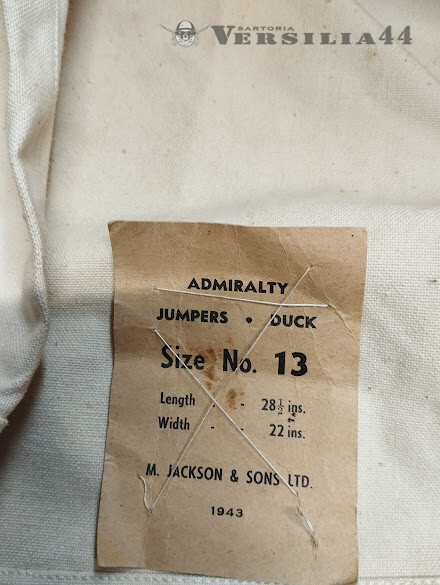 SARTORIA
VERSILIA44
ADMIRALTY
JUMPERS • DUCK
Size No. 13
Length - - 28½ ins.
Width - - 22 ins.
M. JACKSON & SONS LTD.
1943